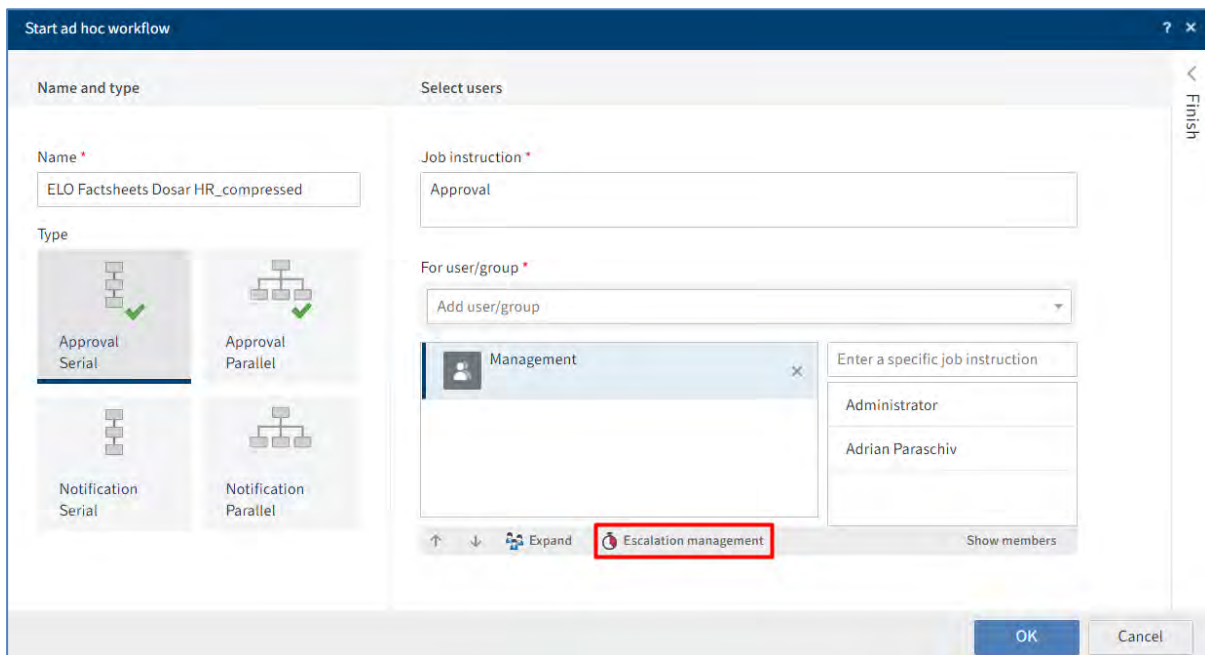 Start ad hoc workflow
? ×
Name and type
Select users
Finish
Name *
ELO Factsheets Dosar HR_compressed
Type
Approval
Serial
Approval
Parallel
Notification
Serial
Notification
Parallel
Job instruction *
Approval
For user/group *
Add user/group
Management
Enter a specific job instruction
Administrator
Adrian Paraschiv
Expand
Escalation management
Show members
OK
Cancel